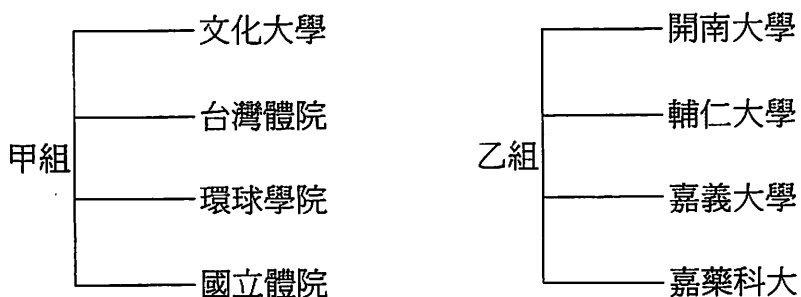 甲組
文化大學
台灣體院
環球學院
國立體院
乙組
開南大學
輔仁大學
嘉義大學
嘉藥科大